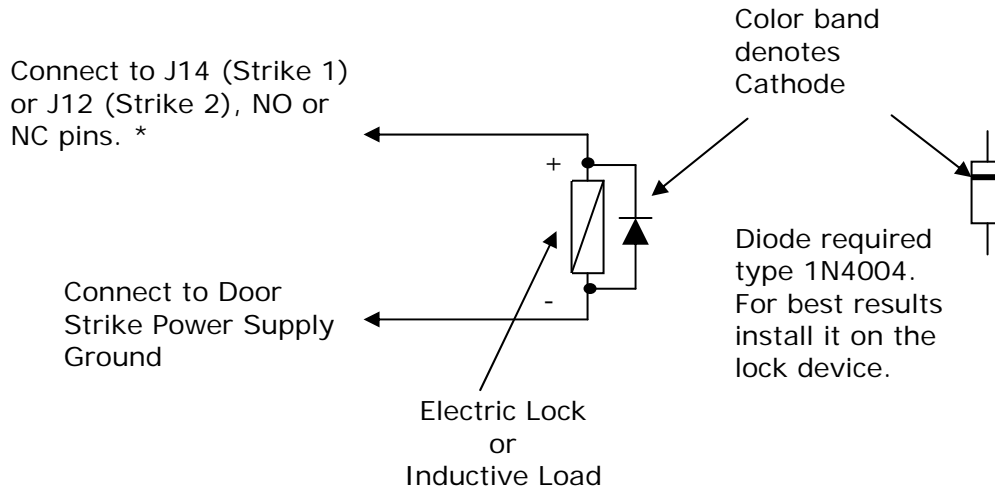 Color band
denotes
Cathode
Connect to J14 (Strike 1)
or J12 (Strike 2), NO or
NC pins. *
+
-
Diode required
type 1N4004.
For best results
install it on the
lock device.
Connect to Door
Strike Power Supply
Ground
Electric Lock
or
Inductive Load